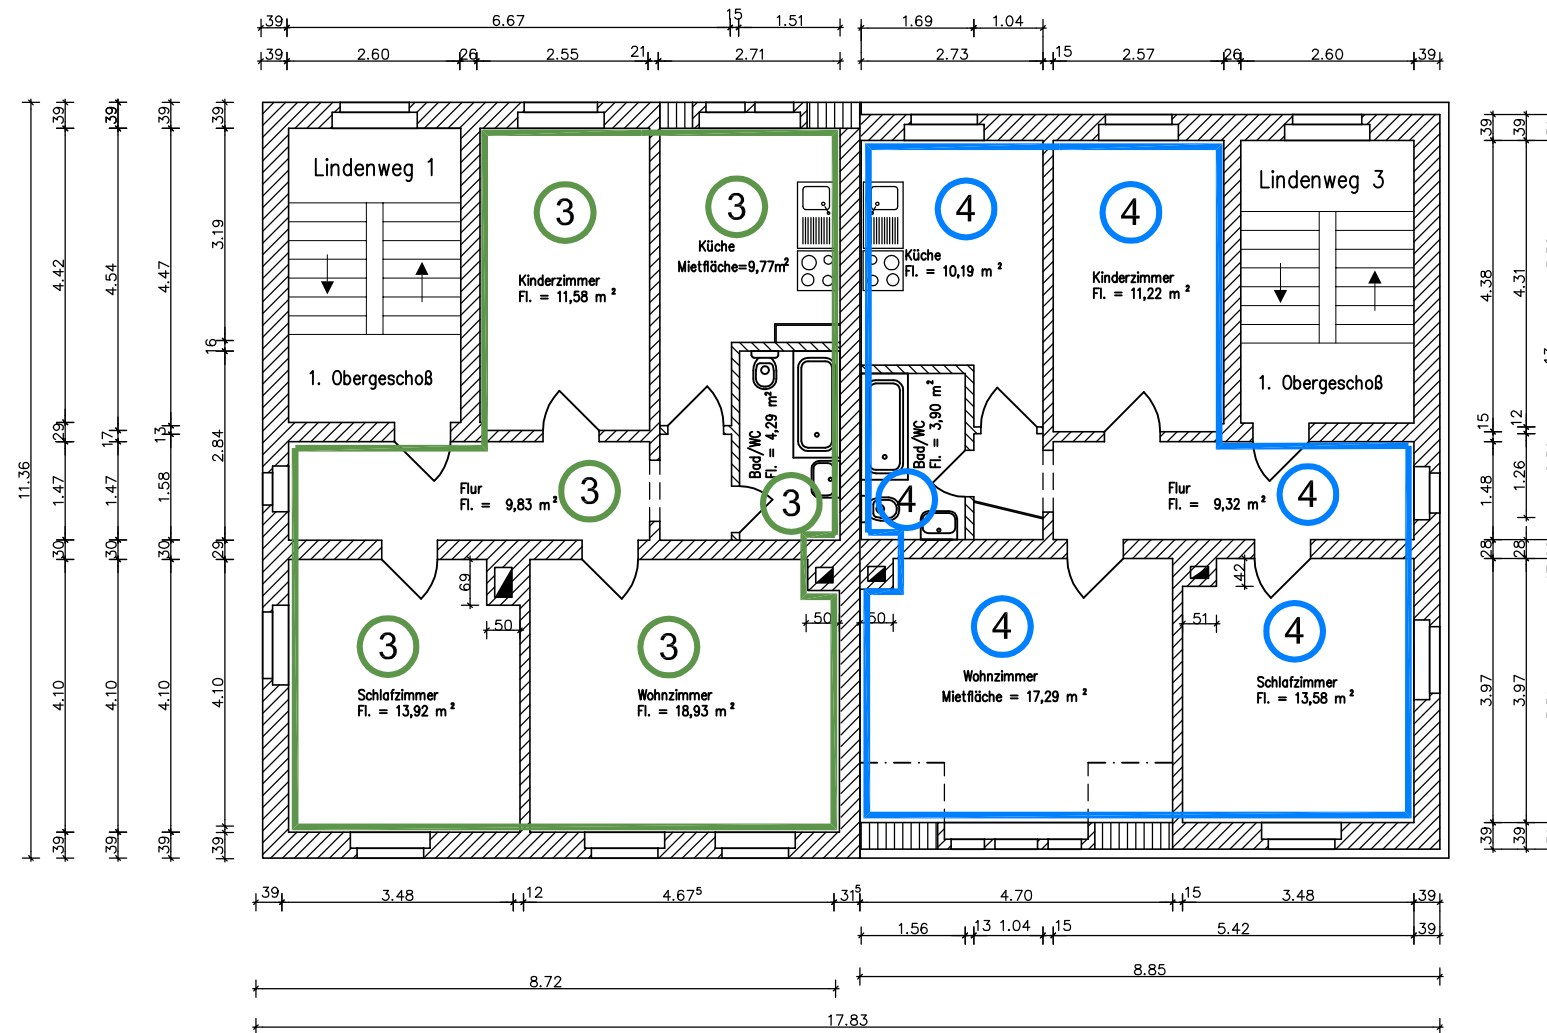 39 6.67 15 1.51 1.69 1.04
39 2.60 26 2.55 21 2.71 2.73 15 2.57 26 2.60 39
Lindenweg 1
1. Obergeschoß
3
Kinderzimmer
Fl. = 11,58 m²
3
Küche
Mietfläche=9,77m²
Bad/WC
Fl. = 4,29 m²
3
Flur
Fl. = 9,83 m²
3
3
Schlafzimmer
Fl. = 13,92 m²
3
Wohnzimmer
Fl. = 18,93 m²
69
50
50
4
Küche
Fl. = 10,19 m²
4
Kinderzimmer
Fl. = 11,22 m²
Lindenweg 3
1. Obergeschoß
Bad/WC
Fl. = 3,90 m²
4
Flur
Fl. = 9,32 m²
4
4
Wohnzimmer
Mietfläche = 17,29 m²
4
Schlafzimmer
Fl. = 13,58 m²
50
51
42
11.36
39 4.42 29 1.47 30 4.10 39
39 4.54 17 1.47 30 4.10 39
39 4.47 13 1.58 30 4.10 39
39 3.19 16 2.84 29 4.10 39
39 4.38 15 1.48 28 3.97 39
39 4.31 12 1.26 28 3.97 39
39 3.48 12 4.67⁵ 31⁵ 4.70 15 3.48 39
1.56 13 1.04 15 5.42 39
8.72 8.85
17.83